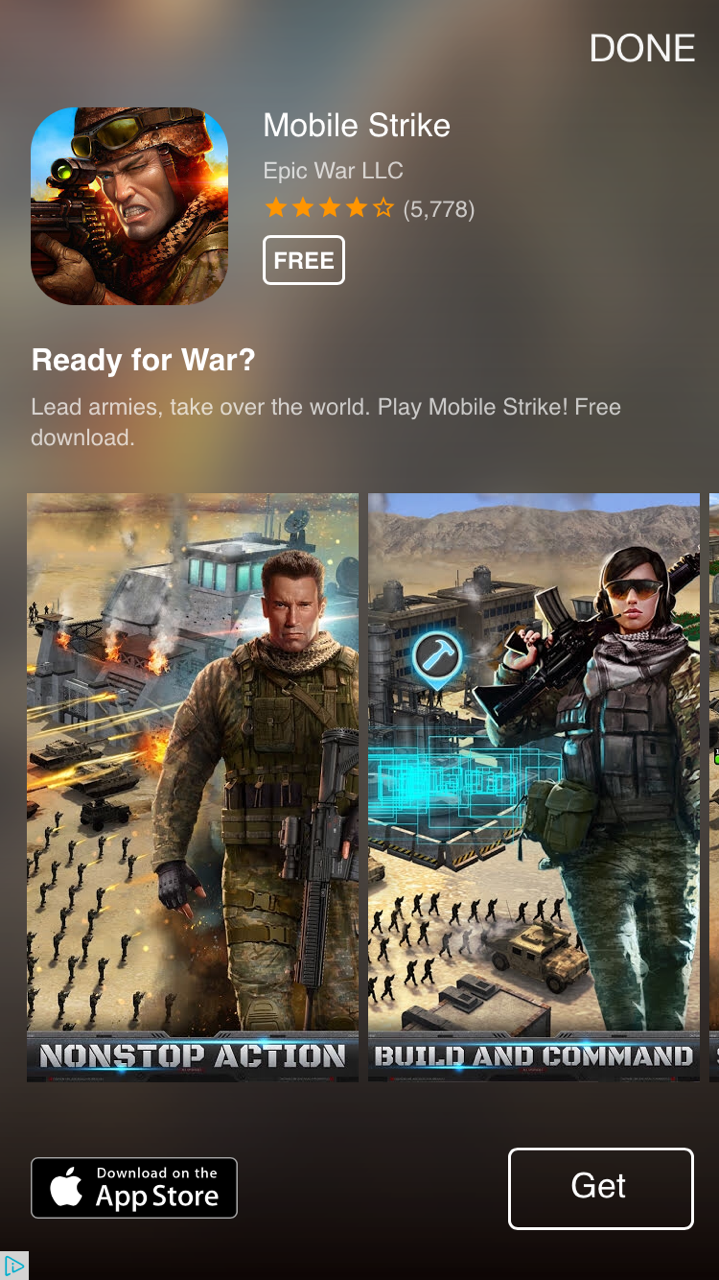 DONE
Mobile Strike
Epic War LLC
(5,778)
FREE
Ready for War?
Lead armies, take over the world. Play Mobile Strike! Free
download.
NONSTOP ACTION
BUILD AND COMMAND
Download on the
App Store
Get